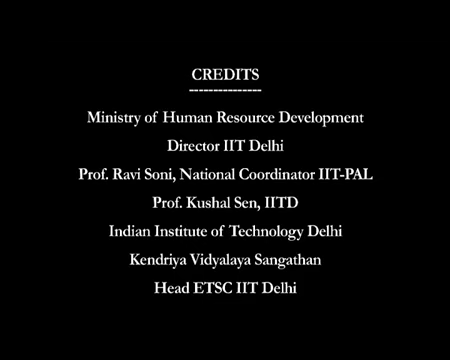 CREDITS
---------------
Ministry of Human Resource Development
Director IIT Delhi
Prof. Ravi Soni, National Coordinator IIT-PAL
Prof. Kushal Sen, IITD
Indian Institute of Technology Delhi
Kendriya Vidyalaya Sangathan
Head ETSC IIT Delhi